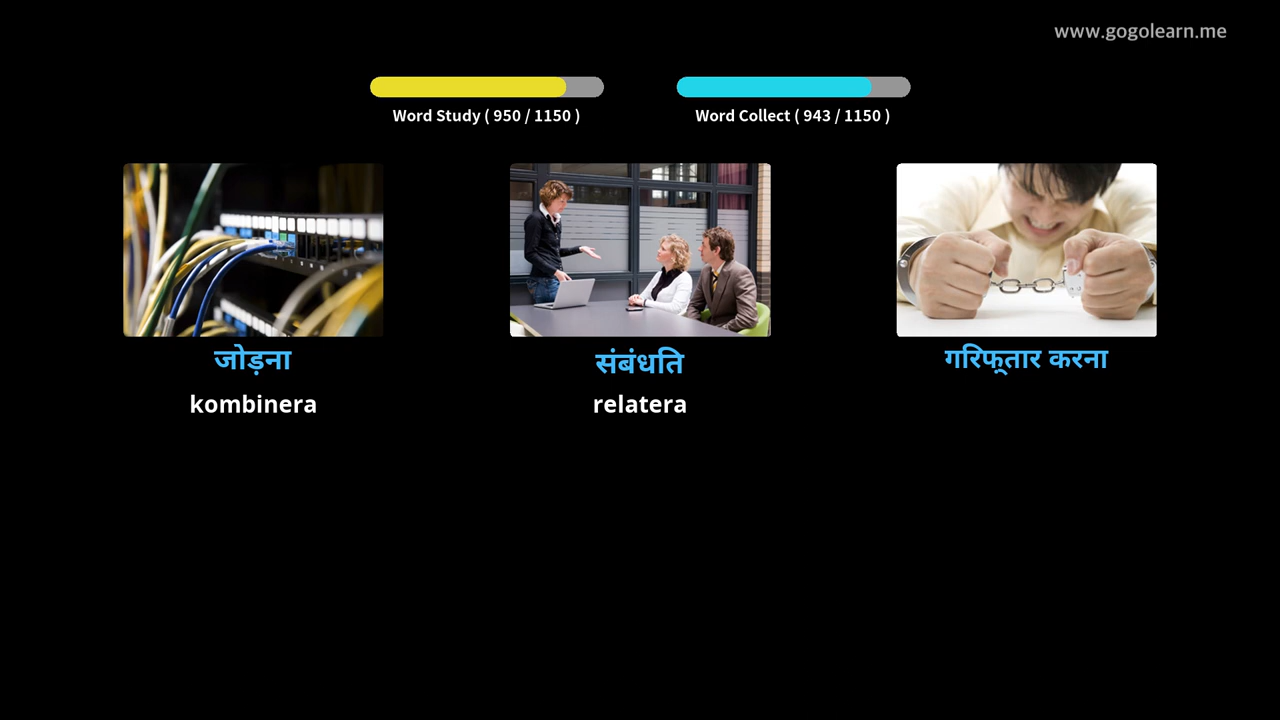 www.gogolearn.me
Word Study ( 950 / 1150 )
Word Collect ( 943 / 1150 )
जोड़ना
संबंधति
गरिफ़्तार करना
kombinera
relatera